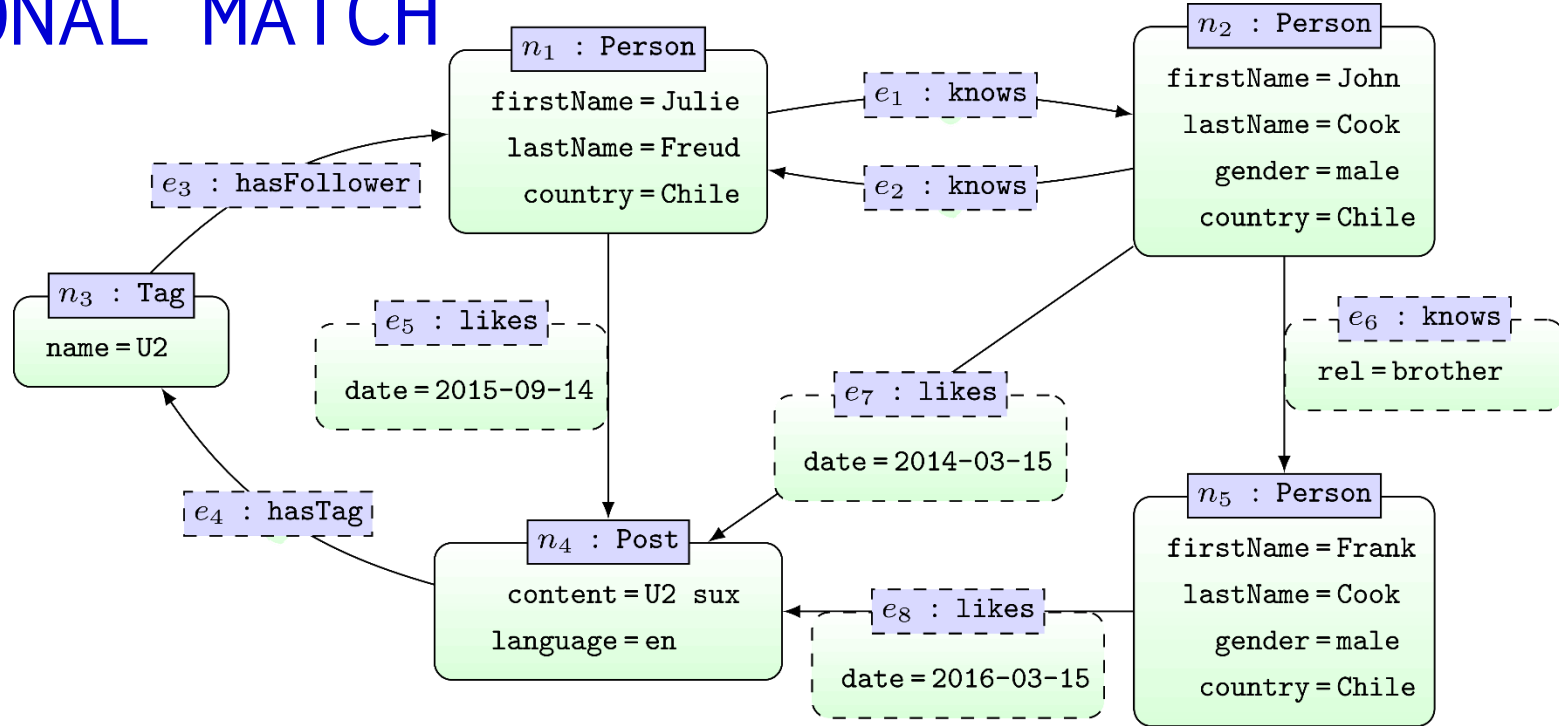 ONAL MATCH
n₁ : Person
firstName = Julie
lastName = Freud
country = Chile
e₁ : knows
e₂ : knows
n₂ : Person
firstName = John
lastName = Cook
gender = male
country = Chile
e₃ : hasFollower
n₃ : Tag
name = U2
e₅ : likes
date = 2015-09-14
e₇ : likes
date = 2014-03-15
e₆ : knows
rel = brother
e₄ : hasTag
n₄ : Post
content = U2 sux
language = en
e₈ : likes
date = 2016-03-15
n₅ : Person
firstName = Frank
lastName = Cook
gender = male
country = Chile